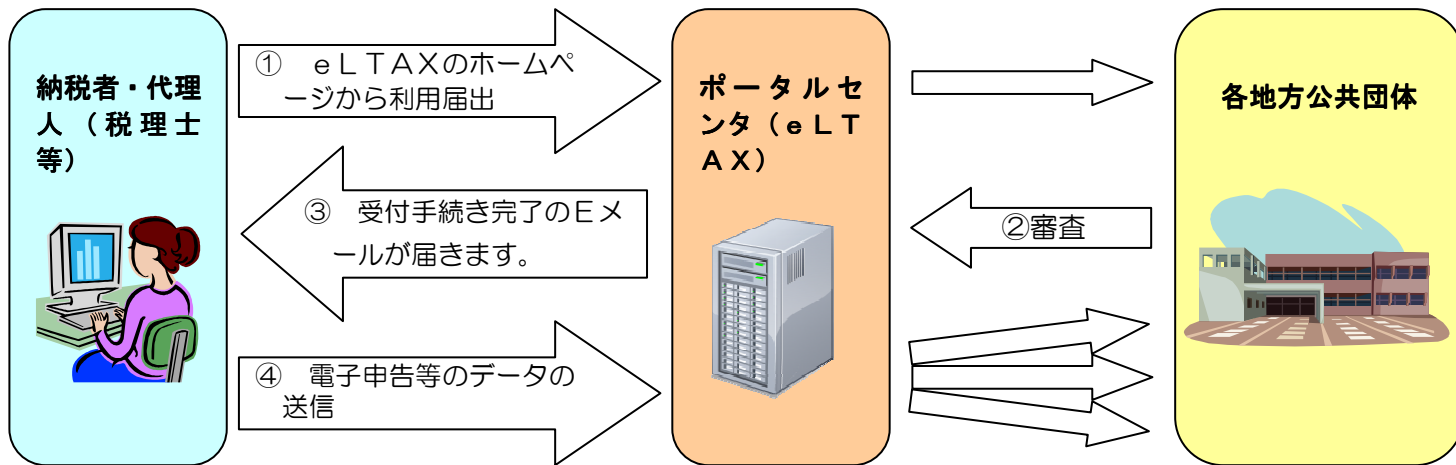 納税者・代理
人（税理士
等）
① ｅＬＴＡＸのホームペ
ージから利用届出
③ 受付手続き完了のＥメ
ールが届きます。
④ 電子申告等のデータの
送信
ポータルセ
ンタ（ｅＬＴ
ＡＸ）
②審査
各地方公共団体